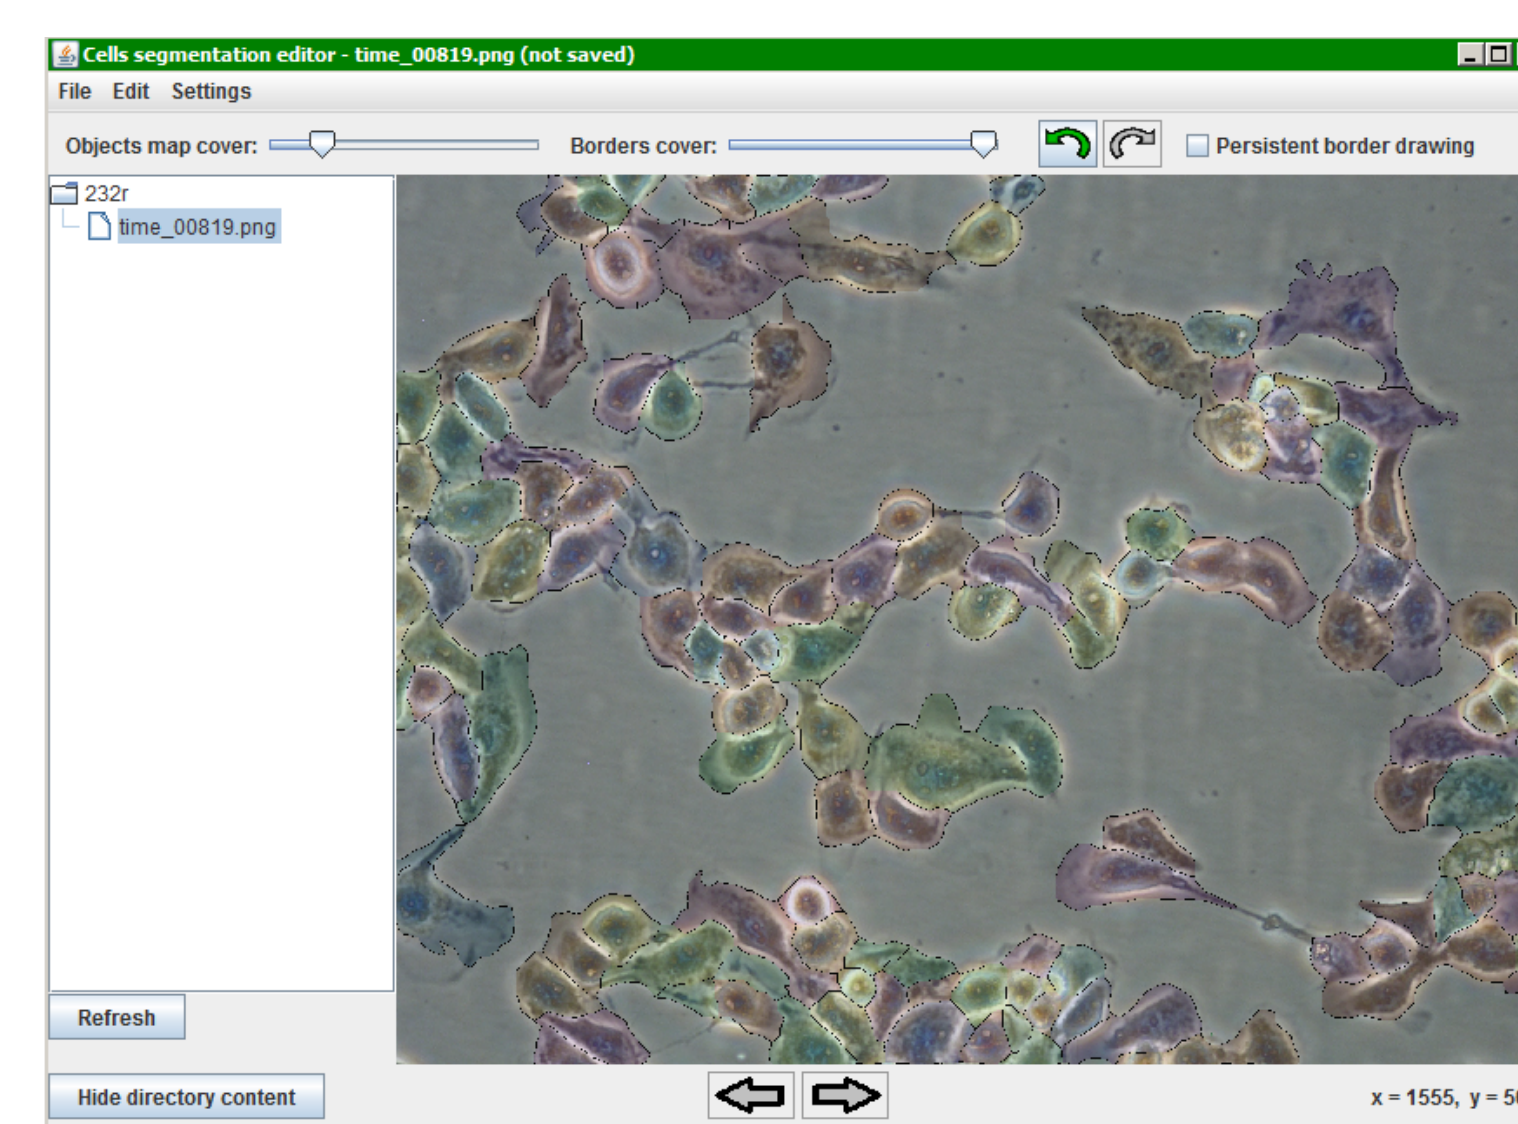 Cells segmentation editor - time_00819.png (not saved)
File Edit Settings
Objects map cover: Borders cover: Persistent border drawing
232r
time_00819.png
Refresh
Hide directory content
x = 1555, y = 5